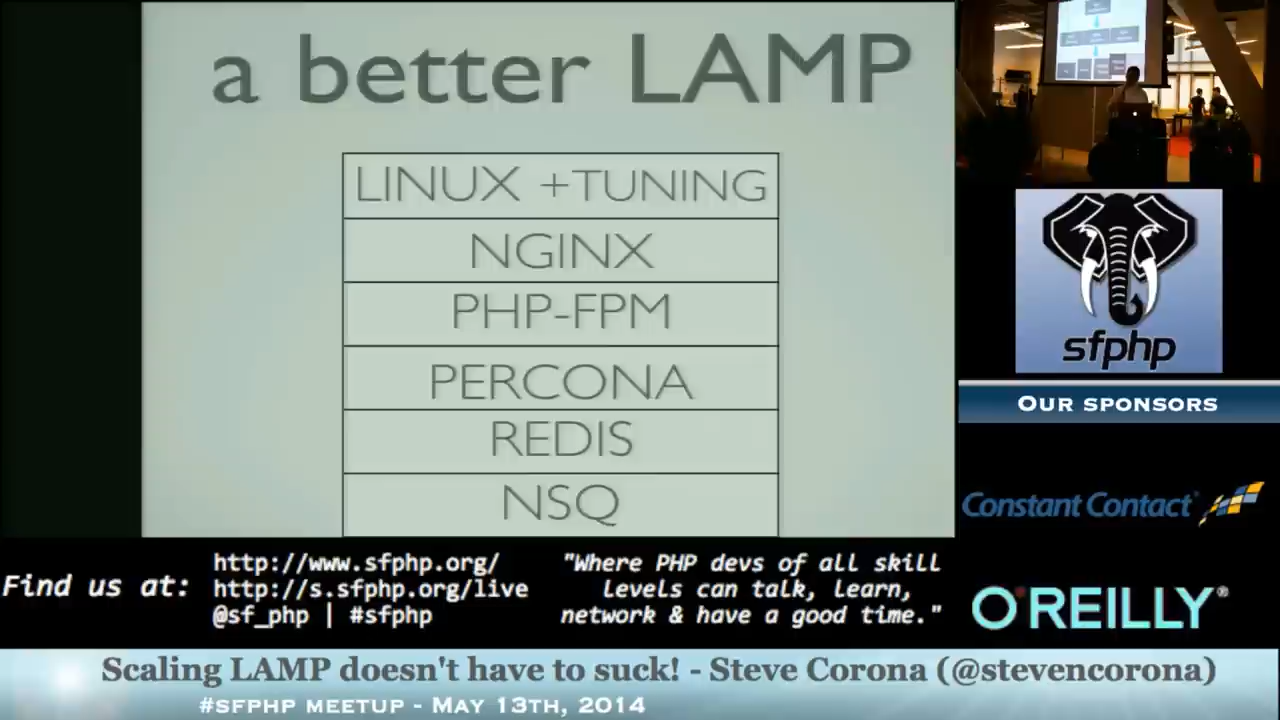 a better LAMP
LINUX +TUNING
NGINX
PHP-FPM
PERCONA
REDIS
NSQ
sfphp
OUR SPONSORS
Constant Contact®
O'REILLY®
Find us at:
http://www.sfphp.org/
http://s.sfphp.org/live
@sf_php | #sfphp
"Where PHP devs of all skill
Levels can talk, learn,
network & have a good time."
Scaling LAMP doesn't have to suck! - Steve Corona (@stevencorona)
#SFPHP MEETUP - MAY 13TH, 2014